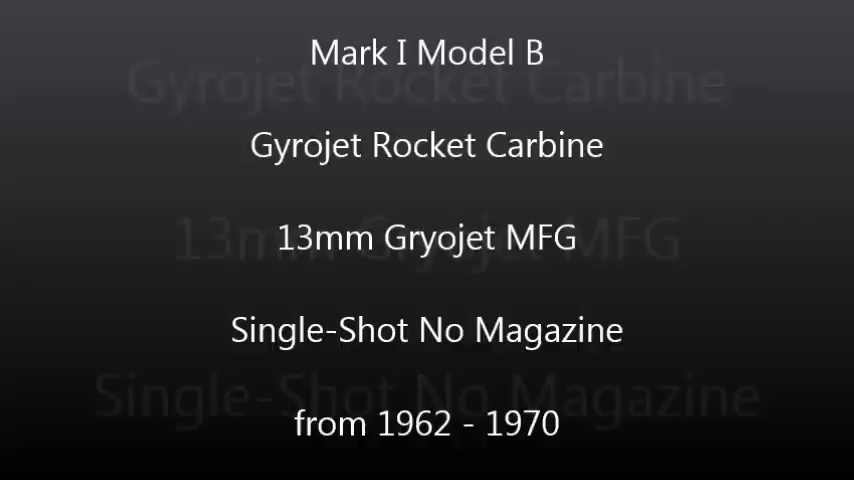 Mark I Model B
Gyrojet Rocket Carbine
13mm Gryojet MFG
Single-Shot No Magazine
from 1962 - 1970